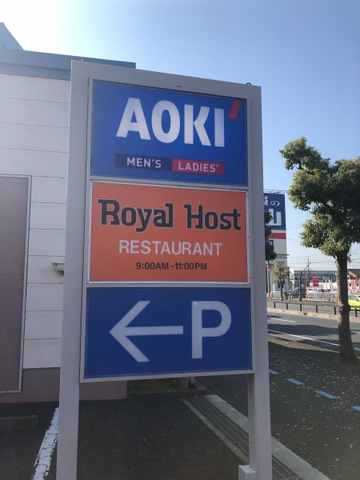 AOKI
MEN'S LADIES'
Royal Host
RESTAURANT
9:00AM-11:00PM
←P